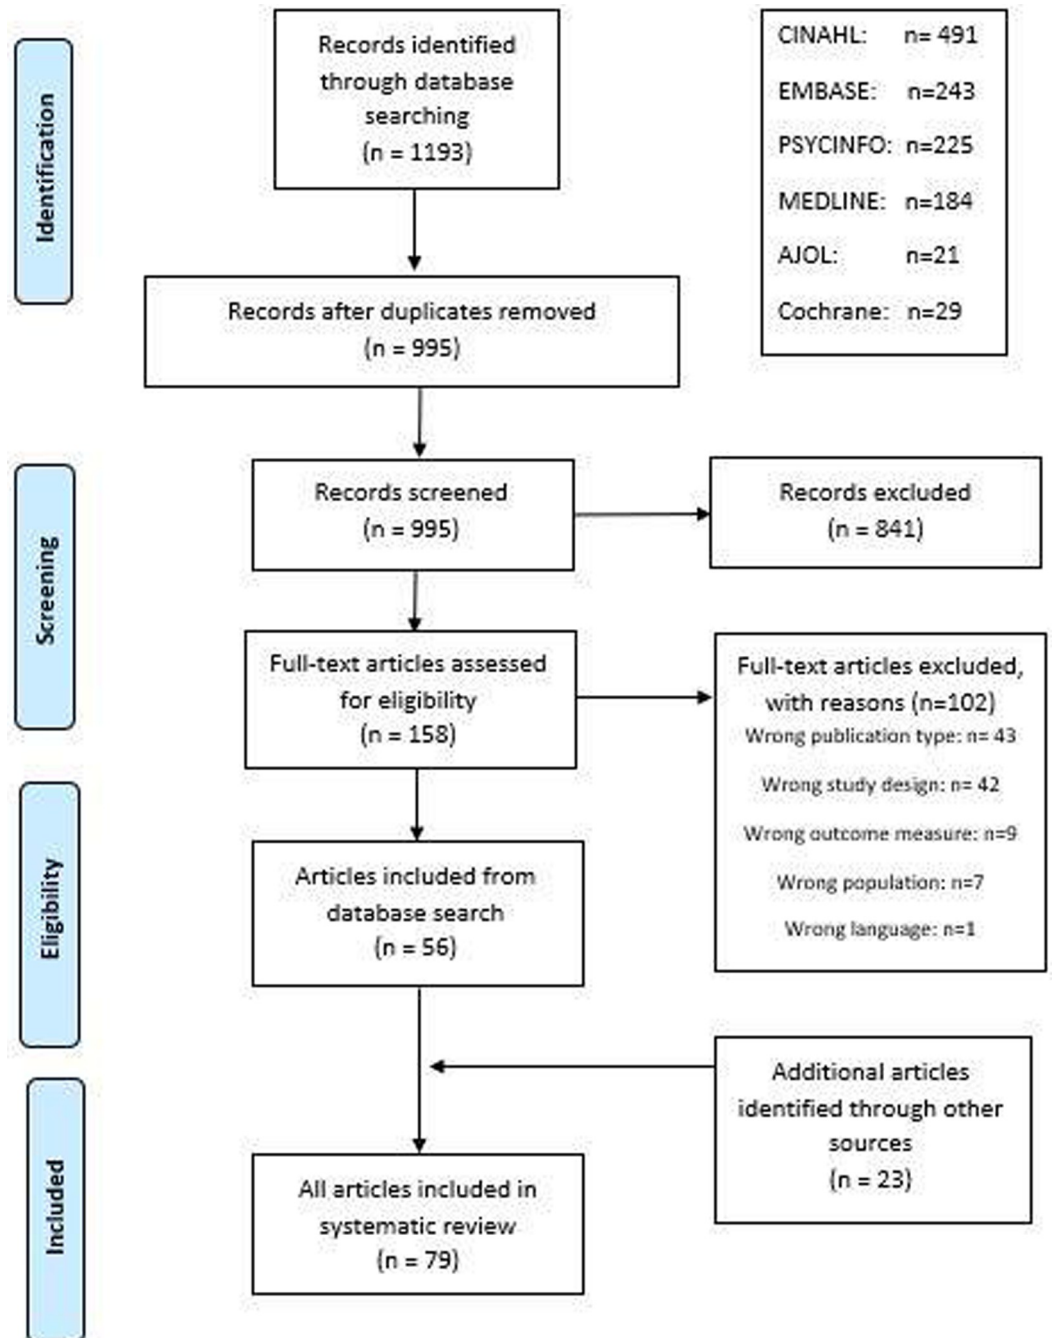 Identification
Records identified
through database
searching
(n = 1193)
CINAHL: n= 491
EMBASE: n=243
PSYCINFO: n=225
MEDLINE: n=184
AJOL: n=21
Cochrane: n=29
Records after duplicates removed
(n = 995)
Screening
Records screened
(n = 995)
Records excluded
(n = 841)
Full-text articles assessed
for eligibility
(n = 158)
Full-text articles excluded,
with reasons (n=102)
Wrong publication type: n= 43
Wrong study design: n= 42
Wrong outcome measure: n=9
Wrong population: n=7
Wrong language: n=1
Eligibility
Articles included from
database search
(n = 56)
Additional articles
identified through other
sources
(n = 23)
Included
All articles included in
systematic review
(n = 79)